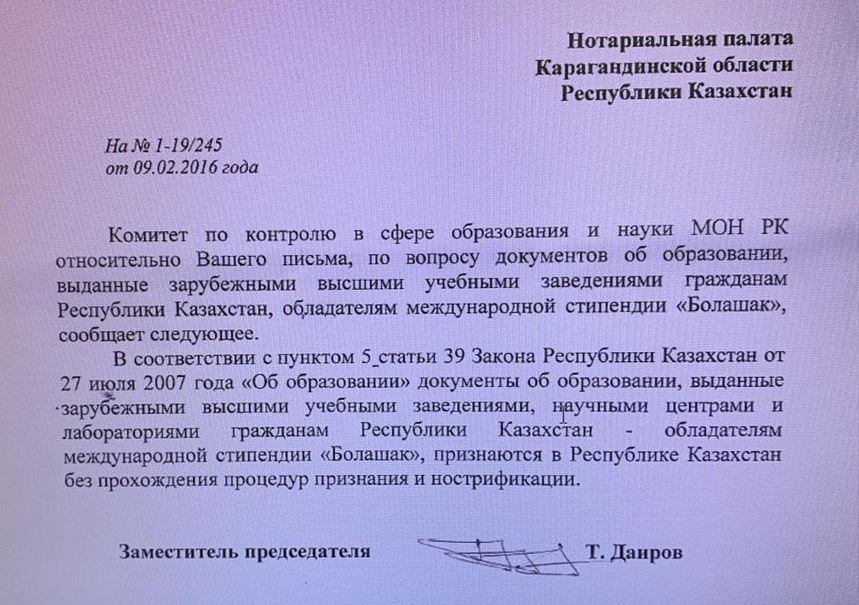 Нотариальная палата
Карагандинской области
Республики Казахстан
На № 1-19/245
от 09.02.2016 года
Комитет по контролю в сфере образования и науки МОН РК
относительно Вашего письма, по вопросу документов об образовании,
выданные зарубежными высшими учебными заведениями гражданам
Республики Казахстан, обладателям международной стипендии «Болашак»,
сообщает следующее.
В соответствии с пунктом 5 статьи 39 Закона Республики Казахстан от
27 июля 2007 года «Об образовании» документы об образовании, выданные
зарубежными высшими учебными заведениями, научными центрами и
лабораториями гражданам Республики Казахстан - обладателям
международной стипендии «Болашак», признаются в Республике Казахстан
без прохождения процедур признания и нострификации.
Заместитель председателя Т. Даиров